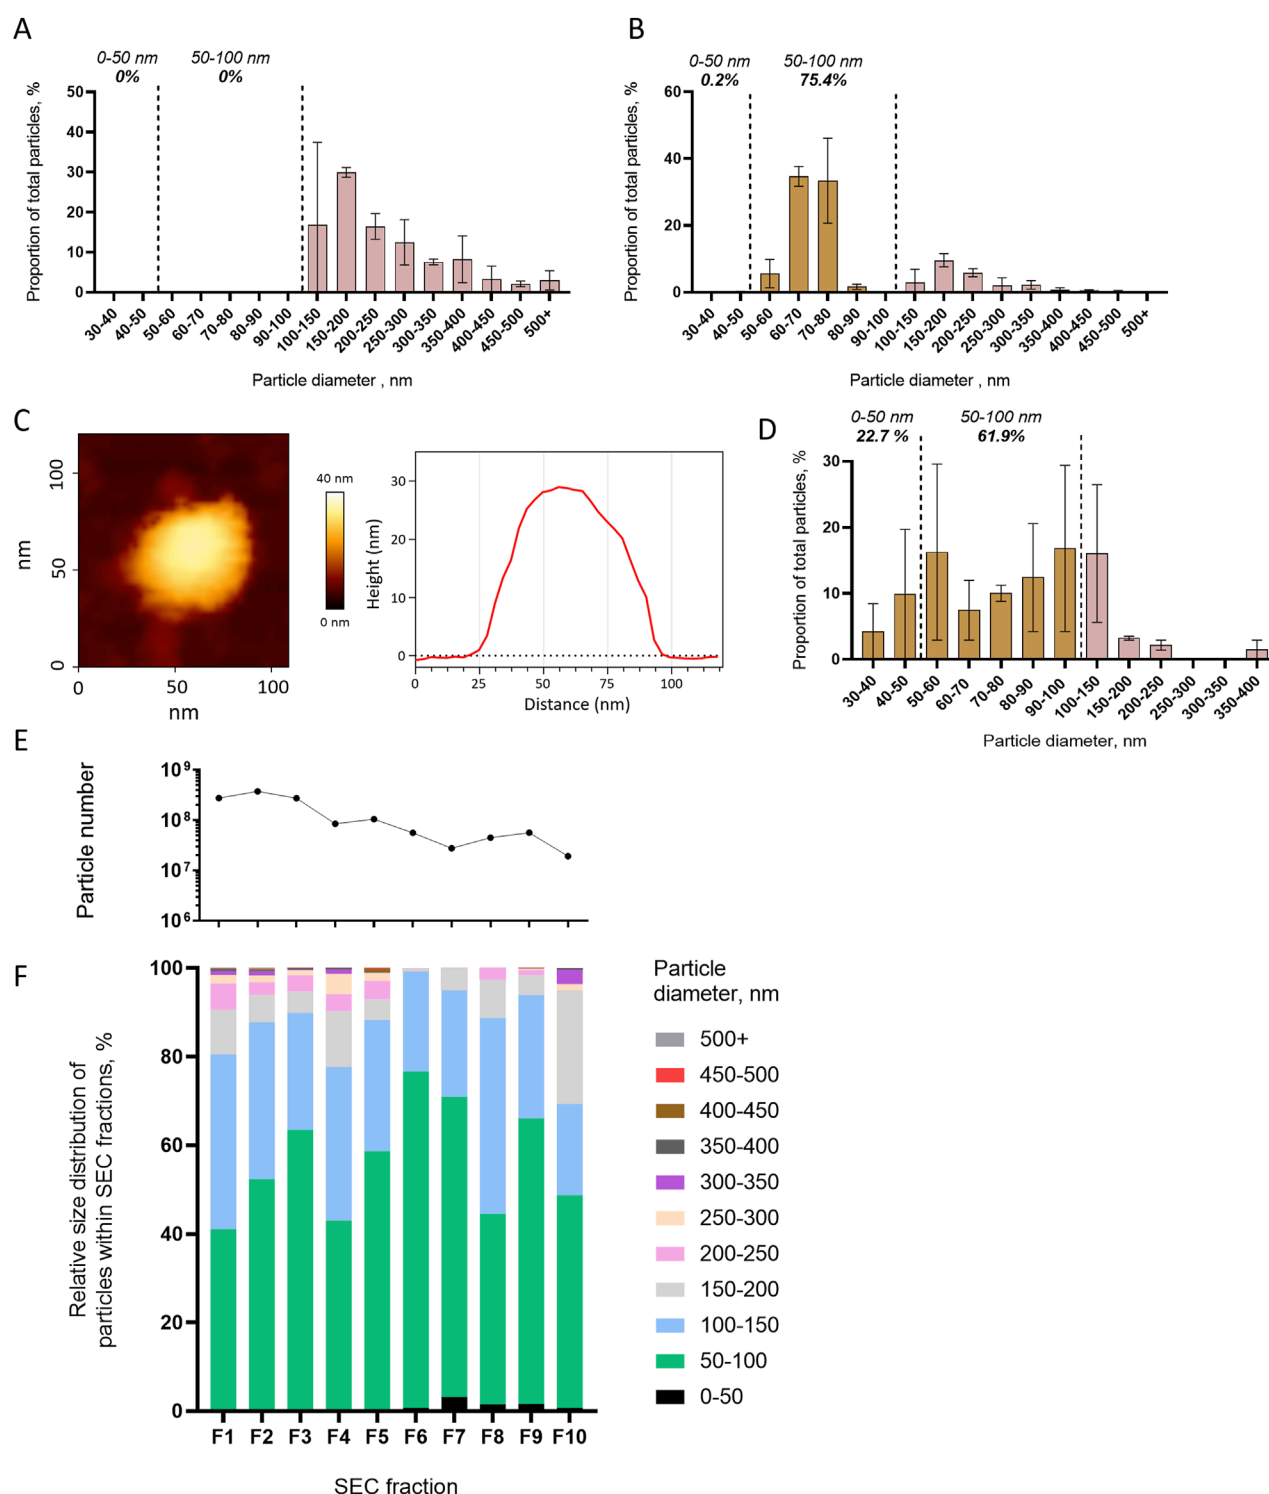 A
0-50 nm
0%
50-100 nm
0%
Proportion of total particles, %
50
40
30
20
10
0
30-40
40-50
50-60
60-70
70-80
80-90
90-100
100-150
150-200
200-250
250-300
300-350
350-400
400-450
450-500
500+
Particle diameter , nm
B
0-50 nm
0.2%
50-100 nm
75.4%
Proportion of total particles, %
60
40
20
0
30-40
40-50
50-60
60-70
70-80
80-90
90-100
100-150
150-200
200-250
250-300
300-350
350-400
400-450
450-500
500+
Particle diameter , nm
C
nm
100
50
0
0
50
100
nm
40 nm
0 nm
Height (nm)
30
20
10
0
0
25
50
75
100
Distance (nm)
D
0-50 nm
22.7 %
50-100 nm
61.9%
Proportion of total particles, %
30
20
10
0
30-40
40-50
50-60
60-70
70-80
80-90
90-100
100-150
150-200
200-250
250-300
300-350
350-400
Particle diameter, nm
E
Particle number
10⁹
10⁸
10⁷
10⁶
F
Relative size distribution of
particles within SEC fractions, %
100
80
60
40
20
0
F1
F2
F3
F4
F5
F6
F7
F8
F9
F10
SEC fraction
Particle
diameter, nm
500+
450-500
400-450
350-400
300-350
250-300
200-250
150-200
100-150
50-100
0-50